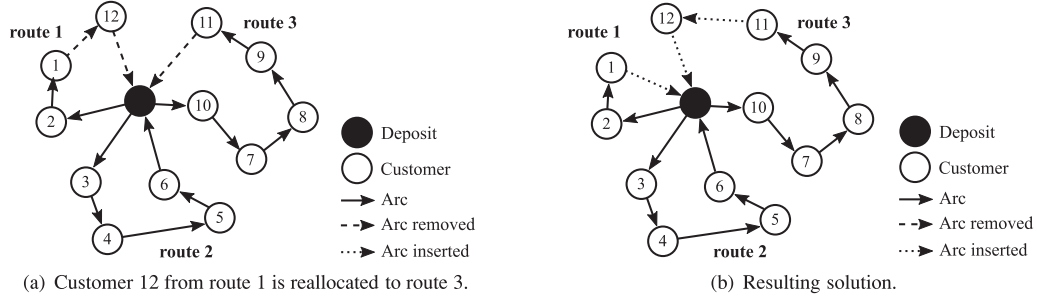 route 1
12
11
route 3
1
9
2
10
8
7
3
6
5
4
route 2
Deposit
Customer
Arc
Arc removed
Arc inserted
(a) Customer 12 from route 1 is reallocated to route 3.
route 1
12
11
route 3
1
9
2
10
8
7
3
6
5
4
route 2
Deposit
Customer
Arc
Arc removed
Arc inserted
(b) Resulting solution.